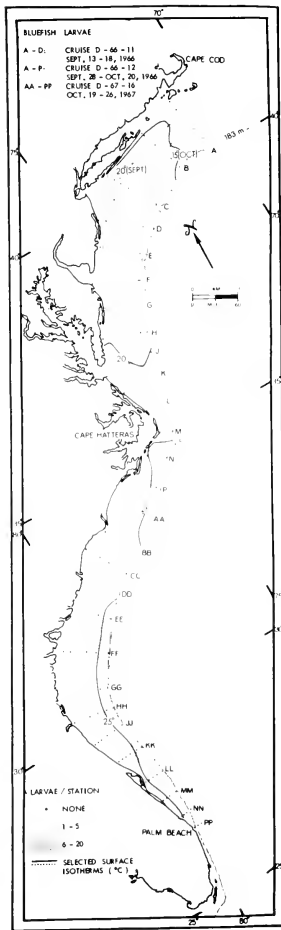 BLUEFISH LARVAE
A - D: CRUISE D - 66 - 11
SEPT, 13 - 18, 1966
A - P: CRUISE D - 66 - 12
SEPT, 28 - OCT, 20, 1966
AA - PP CRUISE D - 67 - 16
OCT, 19 - 26, 1967
70°
CAPE COD
183 m
15(OCT)
A
B
20(SEPT)
C
D
E
F
G
H
J
20
K
L
CAPE HATTERAS
M
N
P
AA
BB
CC
DD
EE
FF
GG
HH
25°
JJ
KK
LL
MM
NN
PP
PALM BEACH
30
LARVAE / STATION
NONE
1 - 5
6 - 20
SELECTED SURFACE
ISOTHERMS (°C)
25°
80°